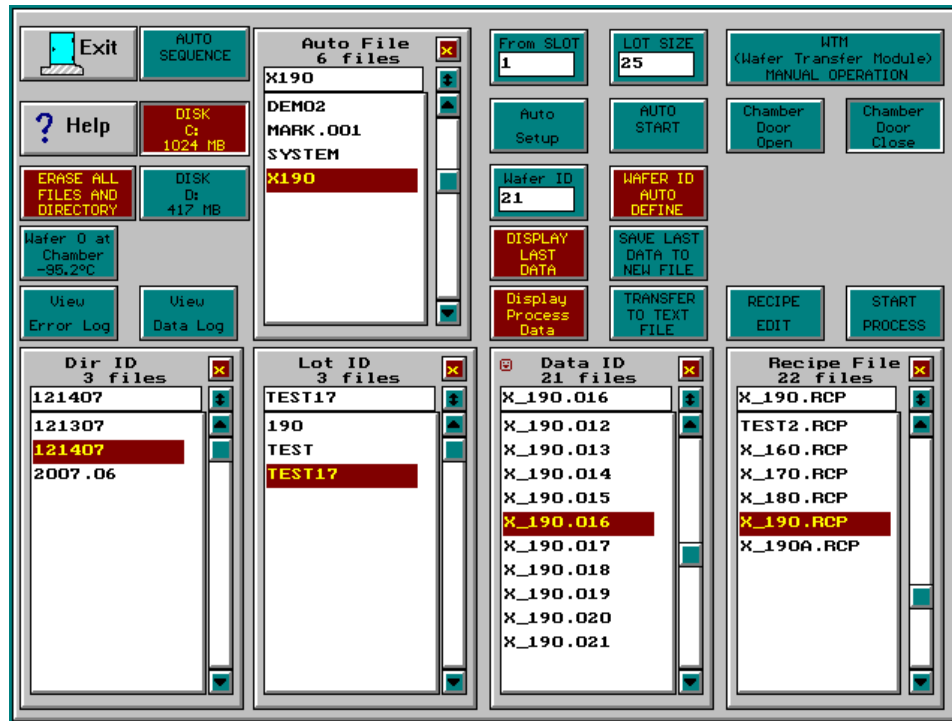 Exit
AUTO
SEQUENCE
Auto File
6 files
X190
DEMO2
MARK.001
SYSTEM
X190
From SLOT
1
LOT SIZE
25
WTM
(Wafer Transfer Module)
MANUAL OPERATION
? Help
DISK
C:
1024 MB
Auto
Setup
AUTO
START
Chamber
Door
Open
Chamber
Door
Close
ERASE ALL
FILES AND
DIRECTORY
DISK
D:
417 MB
Wafer ID
21
WAFER ID
AUTO
DEFINE
Wafer 0 at
Chamber
-95.2ºC
DISPLAY
LAST
DATA
SAVE LAST
DATA TO
NEW FILE
View
Error Log
View
Data Log
Display
Process
Data
TRANSFER
TO TEXT
FILE
RECIPE
EDIT
START
PROCESS
Dir ID
3 files
121407
121307
121407
2007.06
Lot ID
3 files
TEST17
190
TEST
TEST17
Data ID
21 files
X_190.016
X_190.012
X_190.013
X_190.014
X_190.015
X_190.016
X_190.017
X_190.018
X_190.019
X_190.020
X_190.021
Recipe File
22 files
X_190.RCP
TEST2.RCP
X_160.RCP
X_170.RCP
X_180.RCP
X_190.RCP
X_190A.RCP